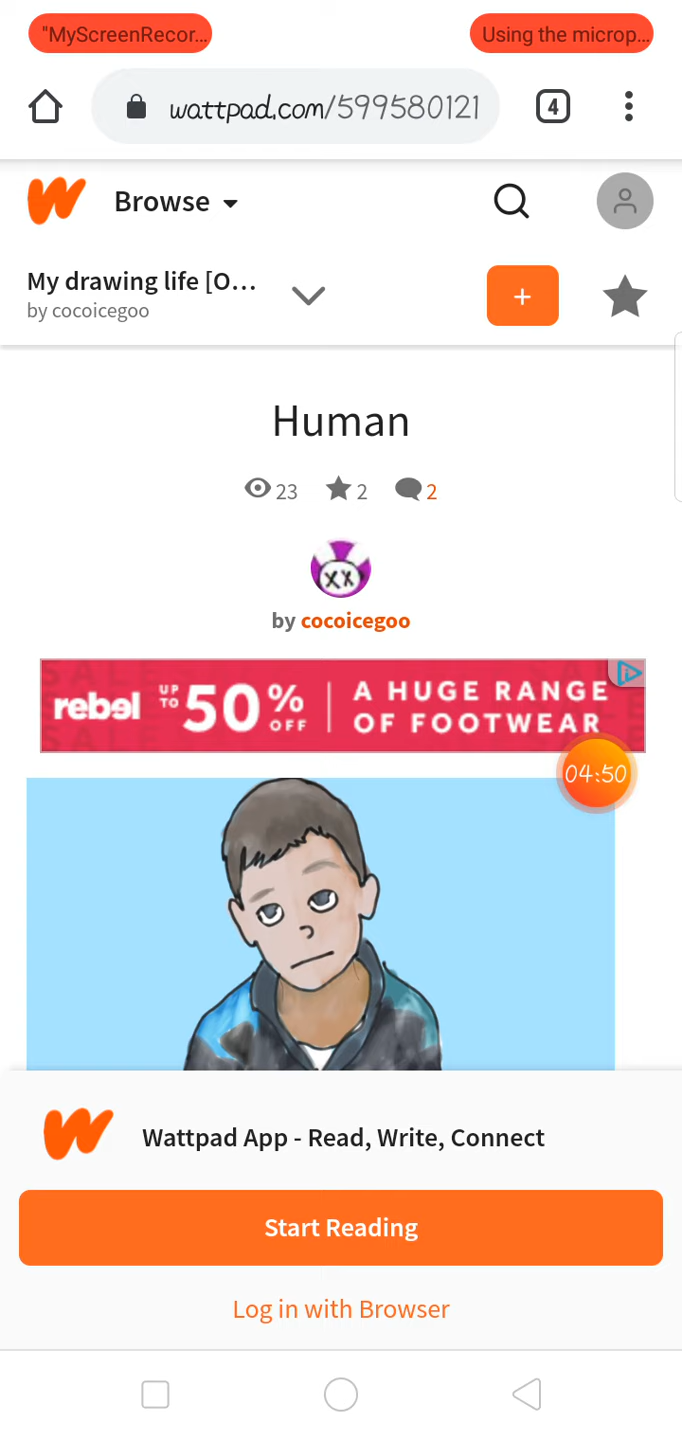 "MyScreenRecor...
Using the microp...
wattpad.com/599580121
4
Browse
My drawing life [O...
by cocoicegoo
+
Human
23 2 2
XX
by cocoicegoo
SALE
rebel UP TO 50% OFF | A HUGE RANGE OF FOOTWEAR
04:50
Wattpad App - Read, Write, Connect
Start Reading
Log in with Browser